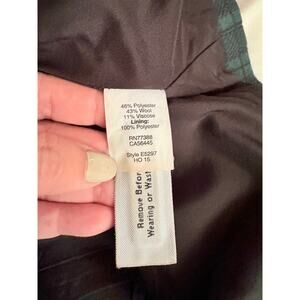 46% Polyester
43% Wool
11% Viscose
Lining:
100% Polyester
RN77388
CA56445
Style E5297
HO 15
Remove Before
Wearing or Wash